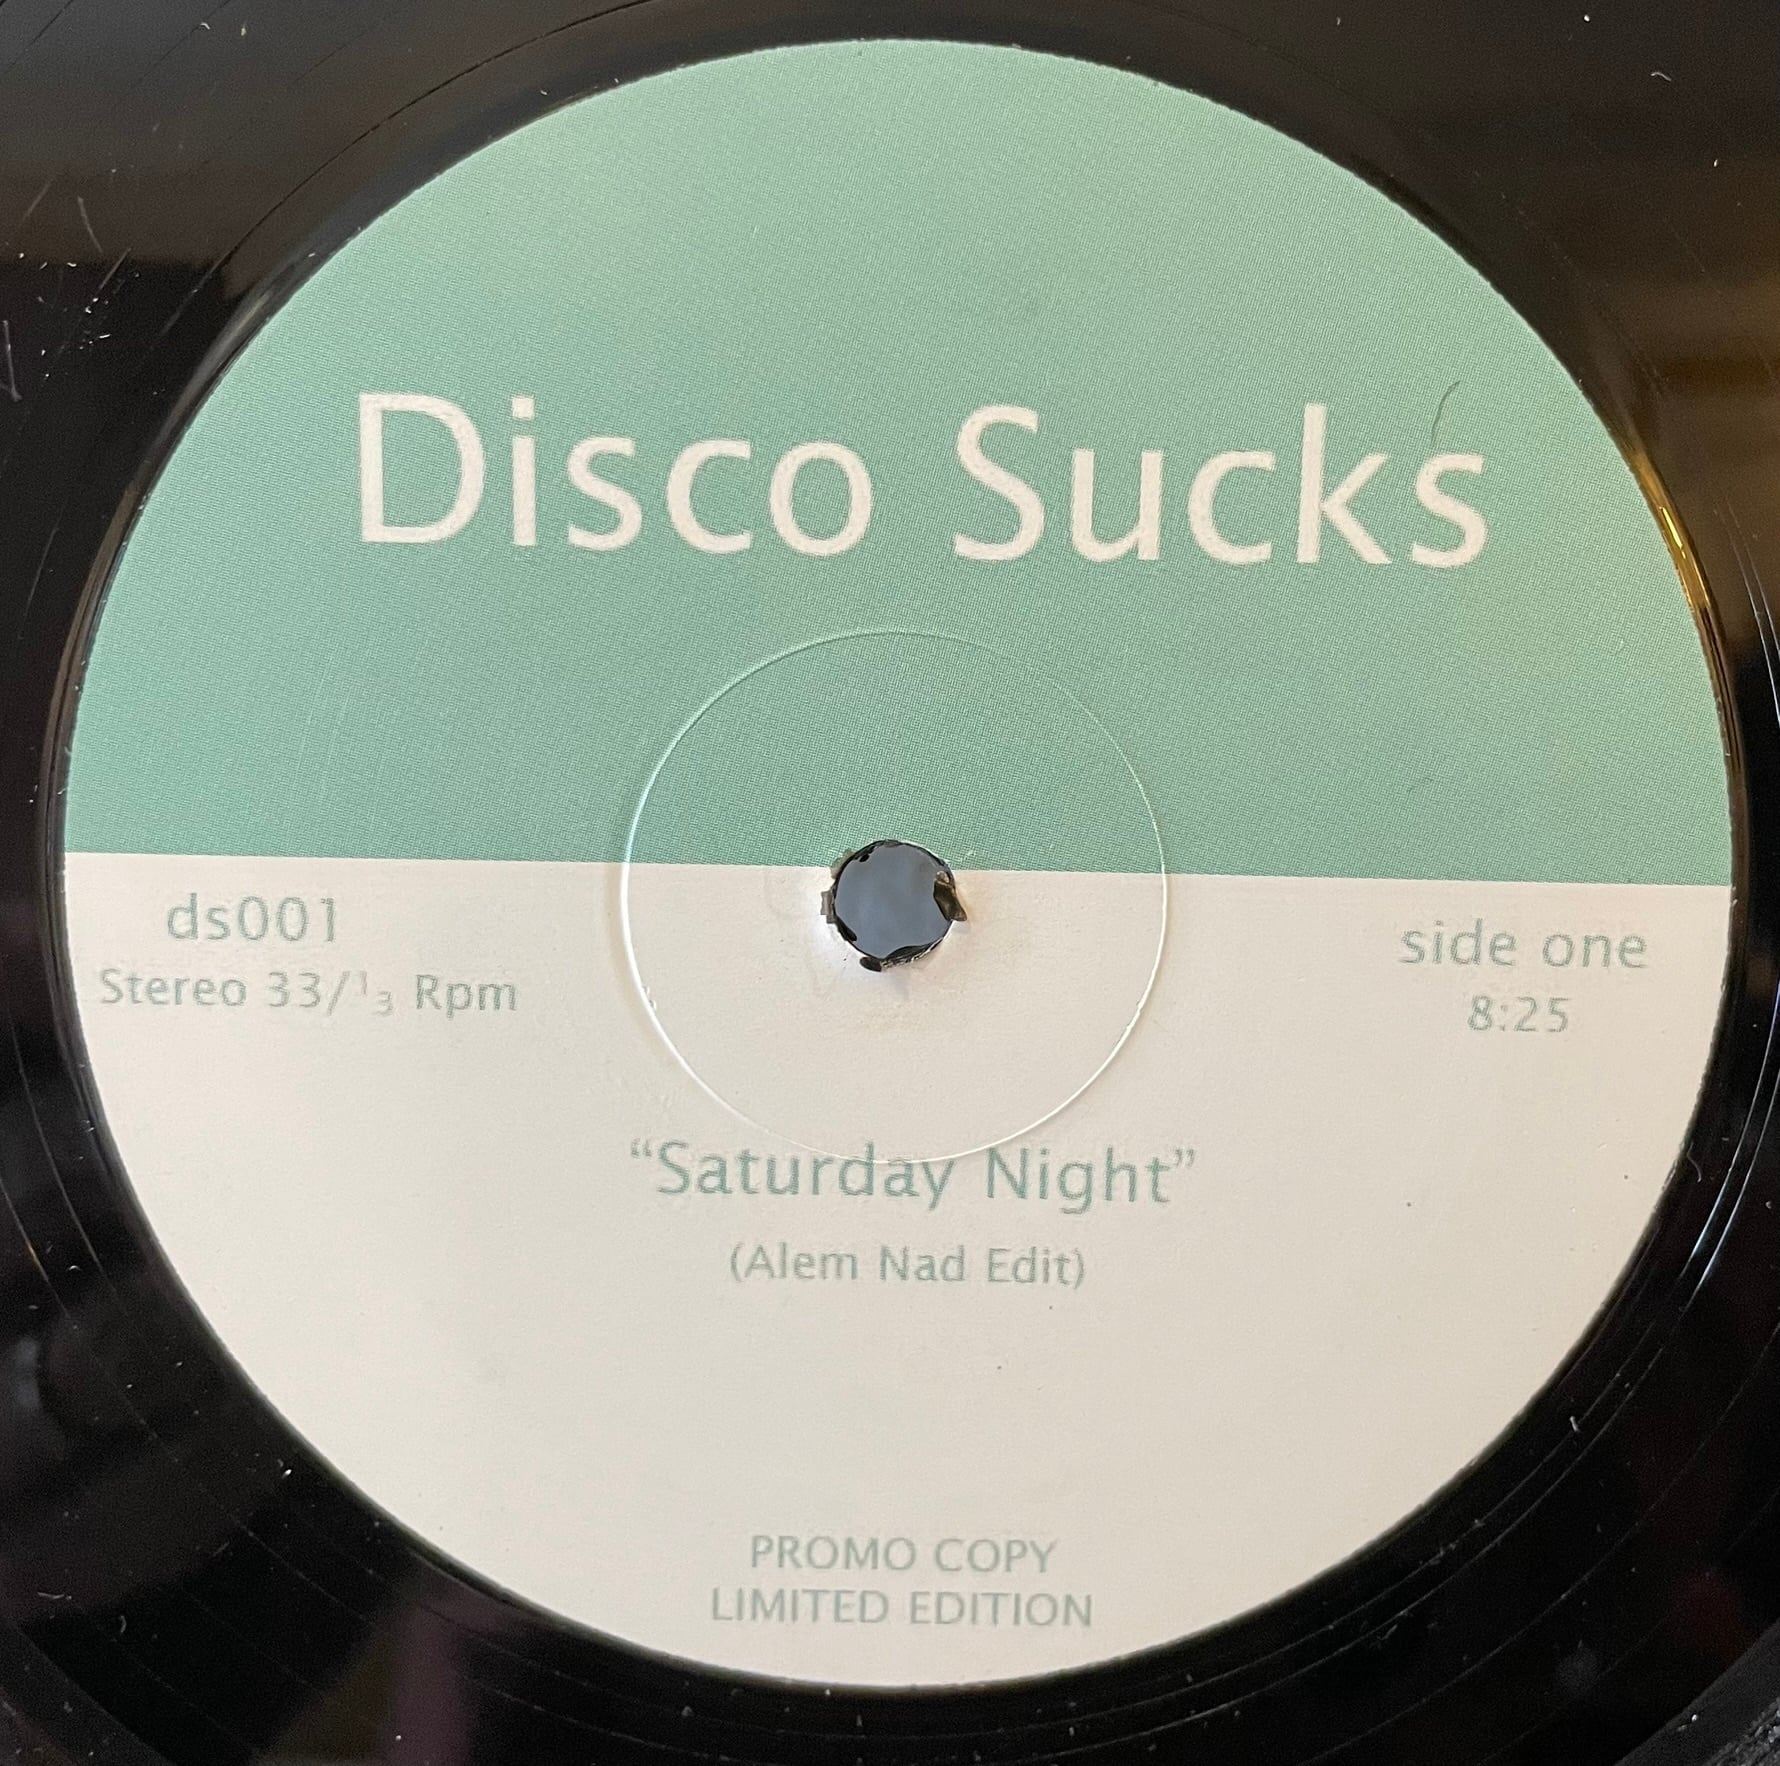 Disco Sucks
ds001
Stereo 33/¹₃ Rpm
side one
8:25
“Saturday Night”
(Alem Nad Edit)
PROMO COPY
LIMITED EDITION